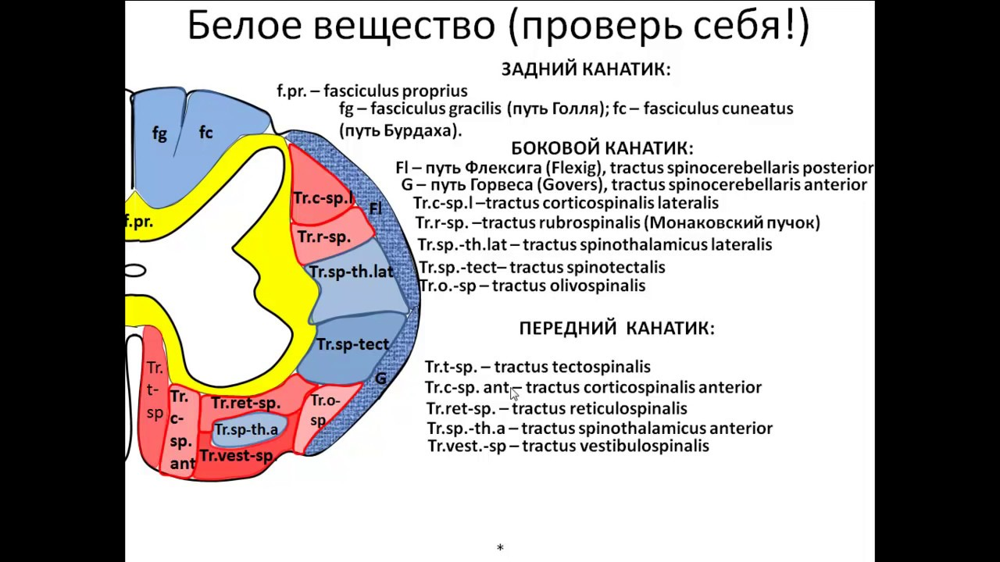 Белое вещество (проверь себя!)
ЗАДНИЙ КАНАТИК:
f.pr. – fasciculus proprius
fg – fasciculus gracilis (путь Голля); fc – fasciculus cuneatus
(путь Бурдаха).
БОКОВОЙ КАНАТИК:
Fl – путь Флексига (Flexig), tractus spinocerebellaris posterior
G – путь Горвеса (Govers), tractus spinocerebellaris anterior
Tr.c-sp.l –tractus corticospinalis lateralis
Tr.r-sp. –tractus rubrospinalis (Монаковский пучок)
Tr.sp.-th.lat – tractus spinothalamicus lateralis
Tr.sp.-tect– tractus spinotectalis
Tr.o.-sp – tractus olivospinalis
ПЕРЕДНИЙ КАНАТИК:
Tr.t-sp. – tractus tectospinalis
Tr.c-sp. ant – tractus corticospinalis anterior
Tr.ret-sp. – tractus reticulospinalis
Tr.sp.-th.a – tractus spinothalamicus anterior
Tr.vest.-sp – tractus vestibulospinalis
fg
fc
f.pr.
Tr.c-sp.l
Fl
Tr.r-sp.
Tr.sp-th.lat
Tr.sp-tect
G
Tr.
t-
sp
Tr.
c-
sp.
ant
Tr.ret-sp.
Tr.sp-th.a
Tr.vest-sp.
Tr.o-
sp
*